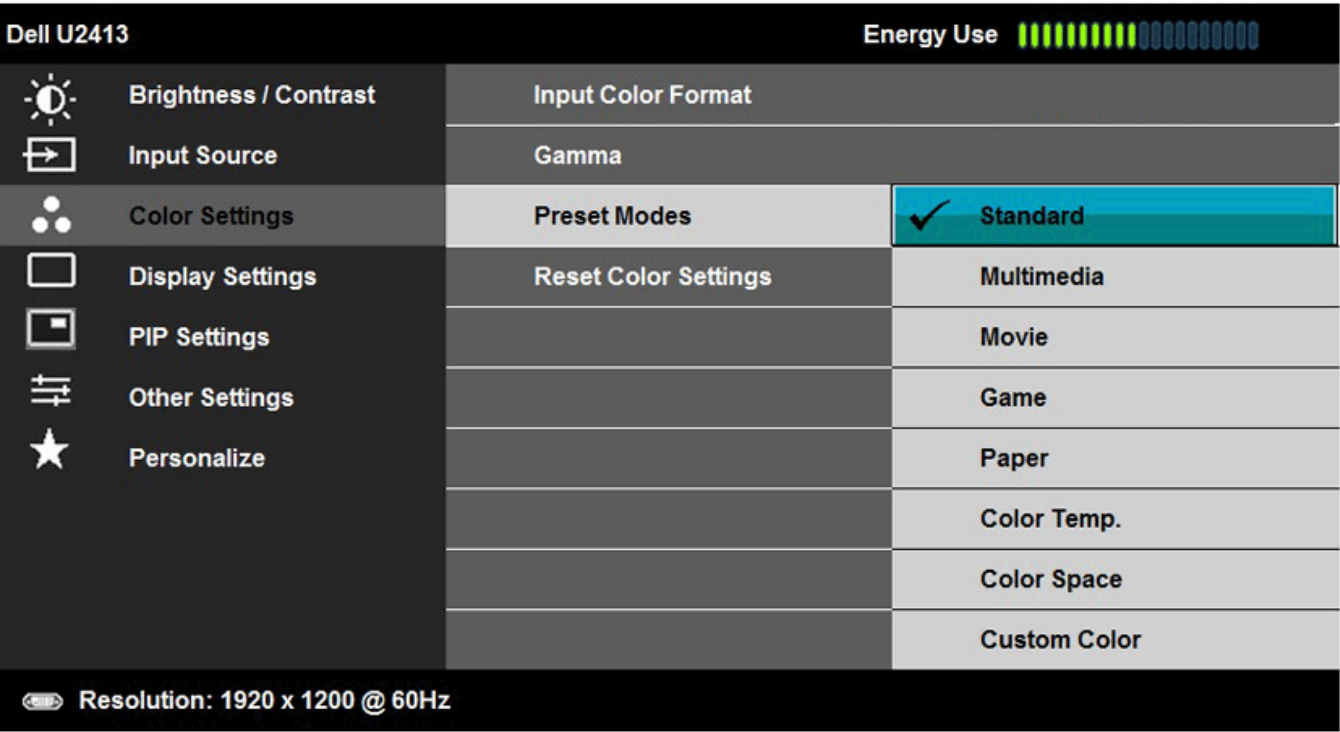 Dell U2413
Energy Use
Brightness / Contrast
Input Color Format
Input Source
Gamma
Color Settings
Preset Modes
Standard
Display Settings
Reset Color Settings
Multimedia
PIP Settings
Movie
Other Settings
Game
Personalize
Paper
Color Temp.
Color Space
Custom Color
Resolution: 1920 x 1200 @ 60Hz